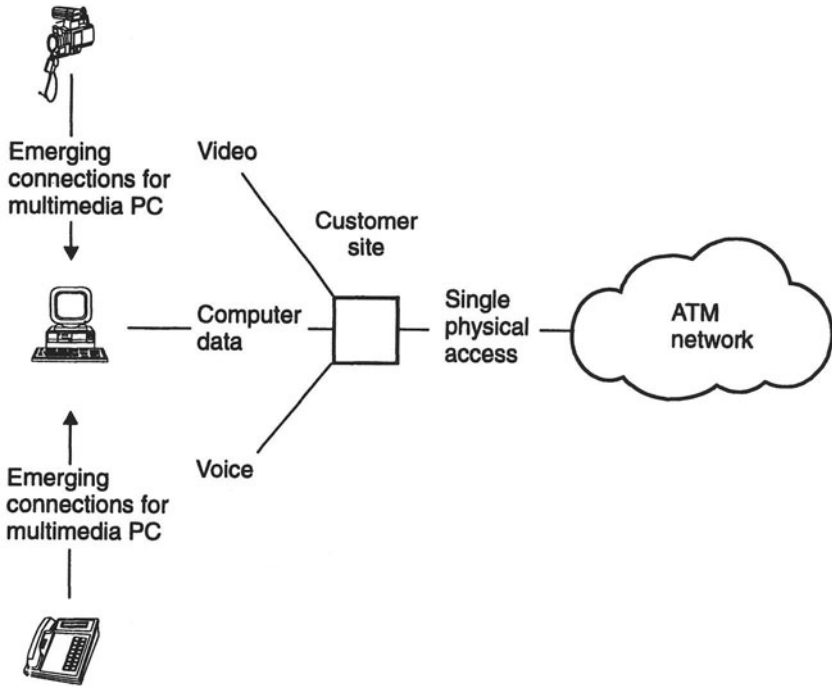 Emerging
connections for
multimedia PC
Video
Customer
site
Computer
data
Single
physical
access
ATM
network
Voice
Emerging
connections for
multimedia PC